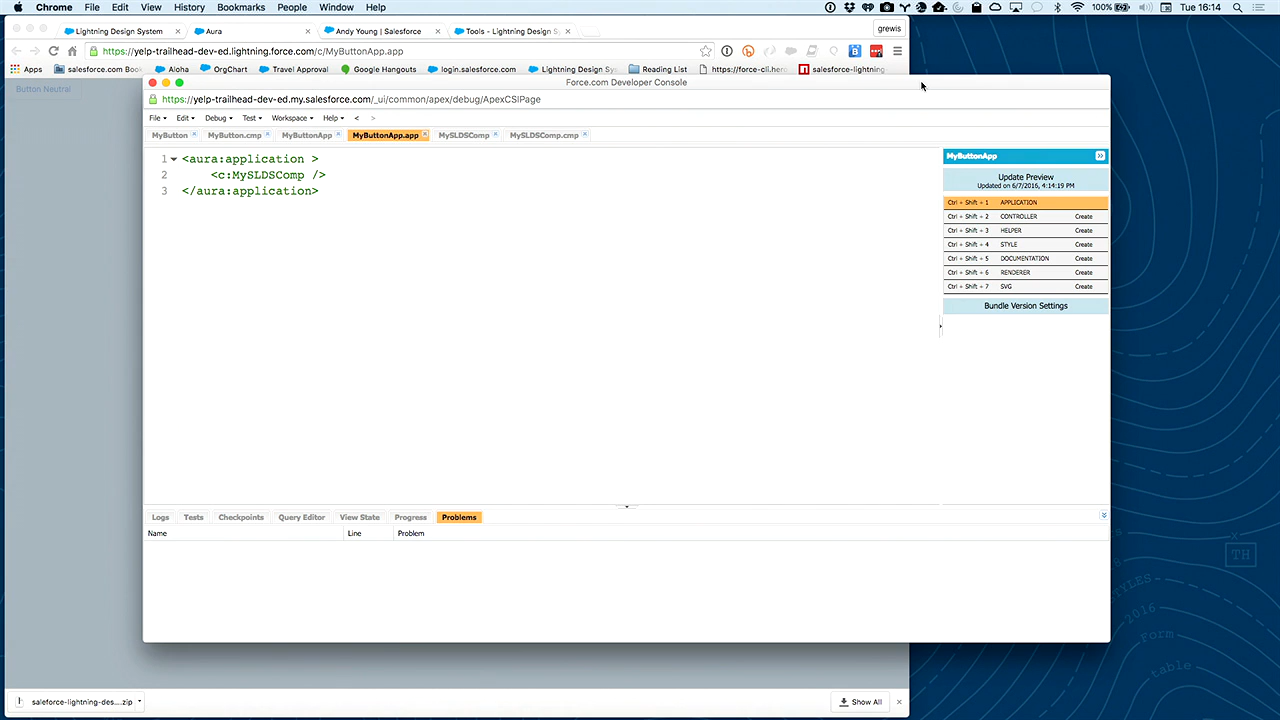 Chrome File Edit View History Bookmarks People Window Help
100% Tue 16:14
Lightning Design System
Aura
Andy Young | Salesforce
Tools - Lightning Design S
grewis
https://yelp-trailhead-dev-ed.lightning.force.com/c/MyButtonApp.app
Apps
salesforce.com Boo
Aloha
OrgChart
Travel Approval
Google Hangouts
login.salesforce.com
Lightning Design Sy
Reading List
https://force-cli.hero
salesforce-lightning
Button Neutral
Force.com Developer Console
https://yelp-trailhead-dev-ed.my.salesforce.com/_ui/common/apex/debug/ApexCSIPage
File Edit Debug Test Workspace Help < >
MyButton
MyButton.cmp
MyButtonApp
MyButtonApp.app
MySLDSComp
MySLDSComp.cmp
1 <aura:application >
2 <c:MySLDSComp />
3 </aura:application>
MyButtonApp
Update Preview
Updated on 6/7/2016, 4:14:19 PM
Ctrl + Shift + 1 APPLICATION
Ctrl + Shift + 2 CONTROLLER Create
Ctrl + Shift + 3 HELPER Create
Ctrl + Shift + 4 STYLE Create
Ctrl + Shift + 5 DOCUMENTATION Create
Ctrl + Shift + 6 RENDERER Create
Ctrl + Shift + 7 SVG Create
Bundle Version Settings
Logs Tests Checkpoints Query Editor View State Progress Problems
Name Line Problem
x
TH
STYLES
2016
Form
table
saleforce-lightning-des....zip
Show All